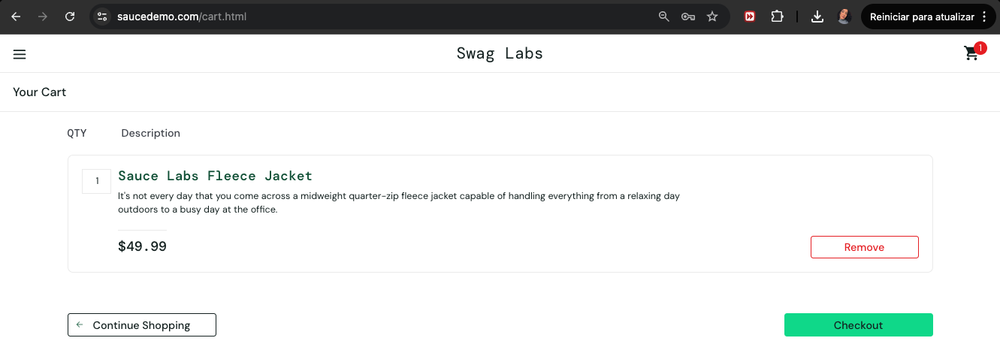 saucedemo.com/cart.html
Reiniciar para atualizar
Swag Labs
1
Your Cart
QTY Description
1
Sauce Labs Fleece Jacket
It's not every day that you come across a midweight quarter-zip fleece jacket capable of handling everything from a relaxing day
outdoors to a busy day at the office.
$49.99
Remove
Continue Shopping
Checkout